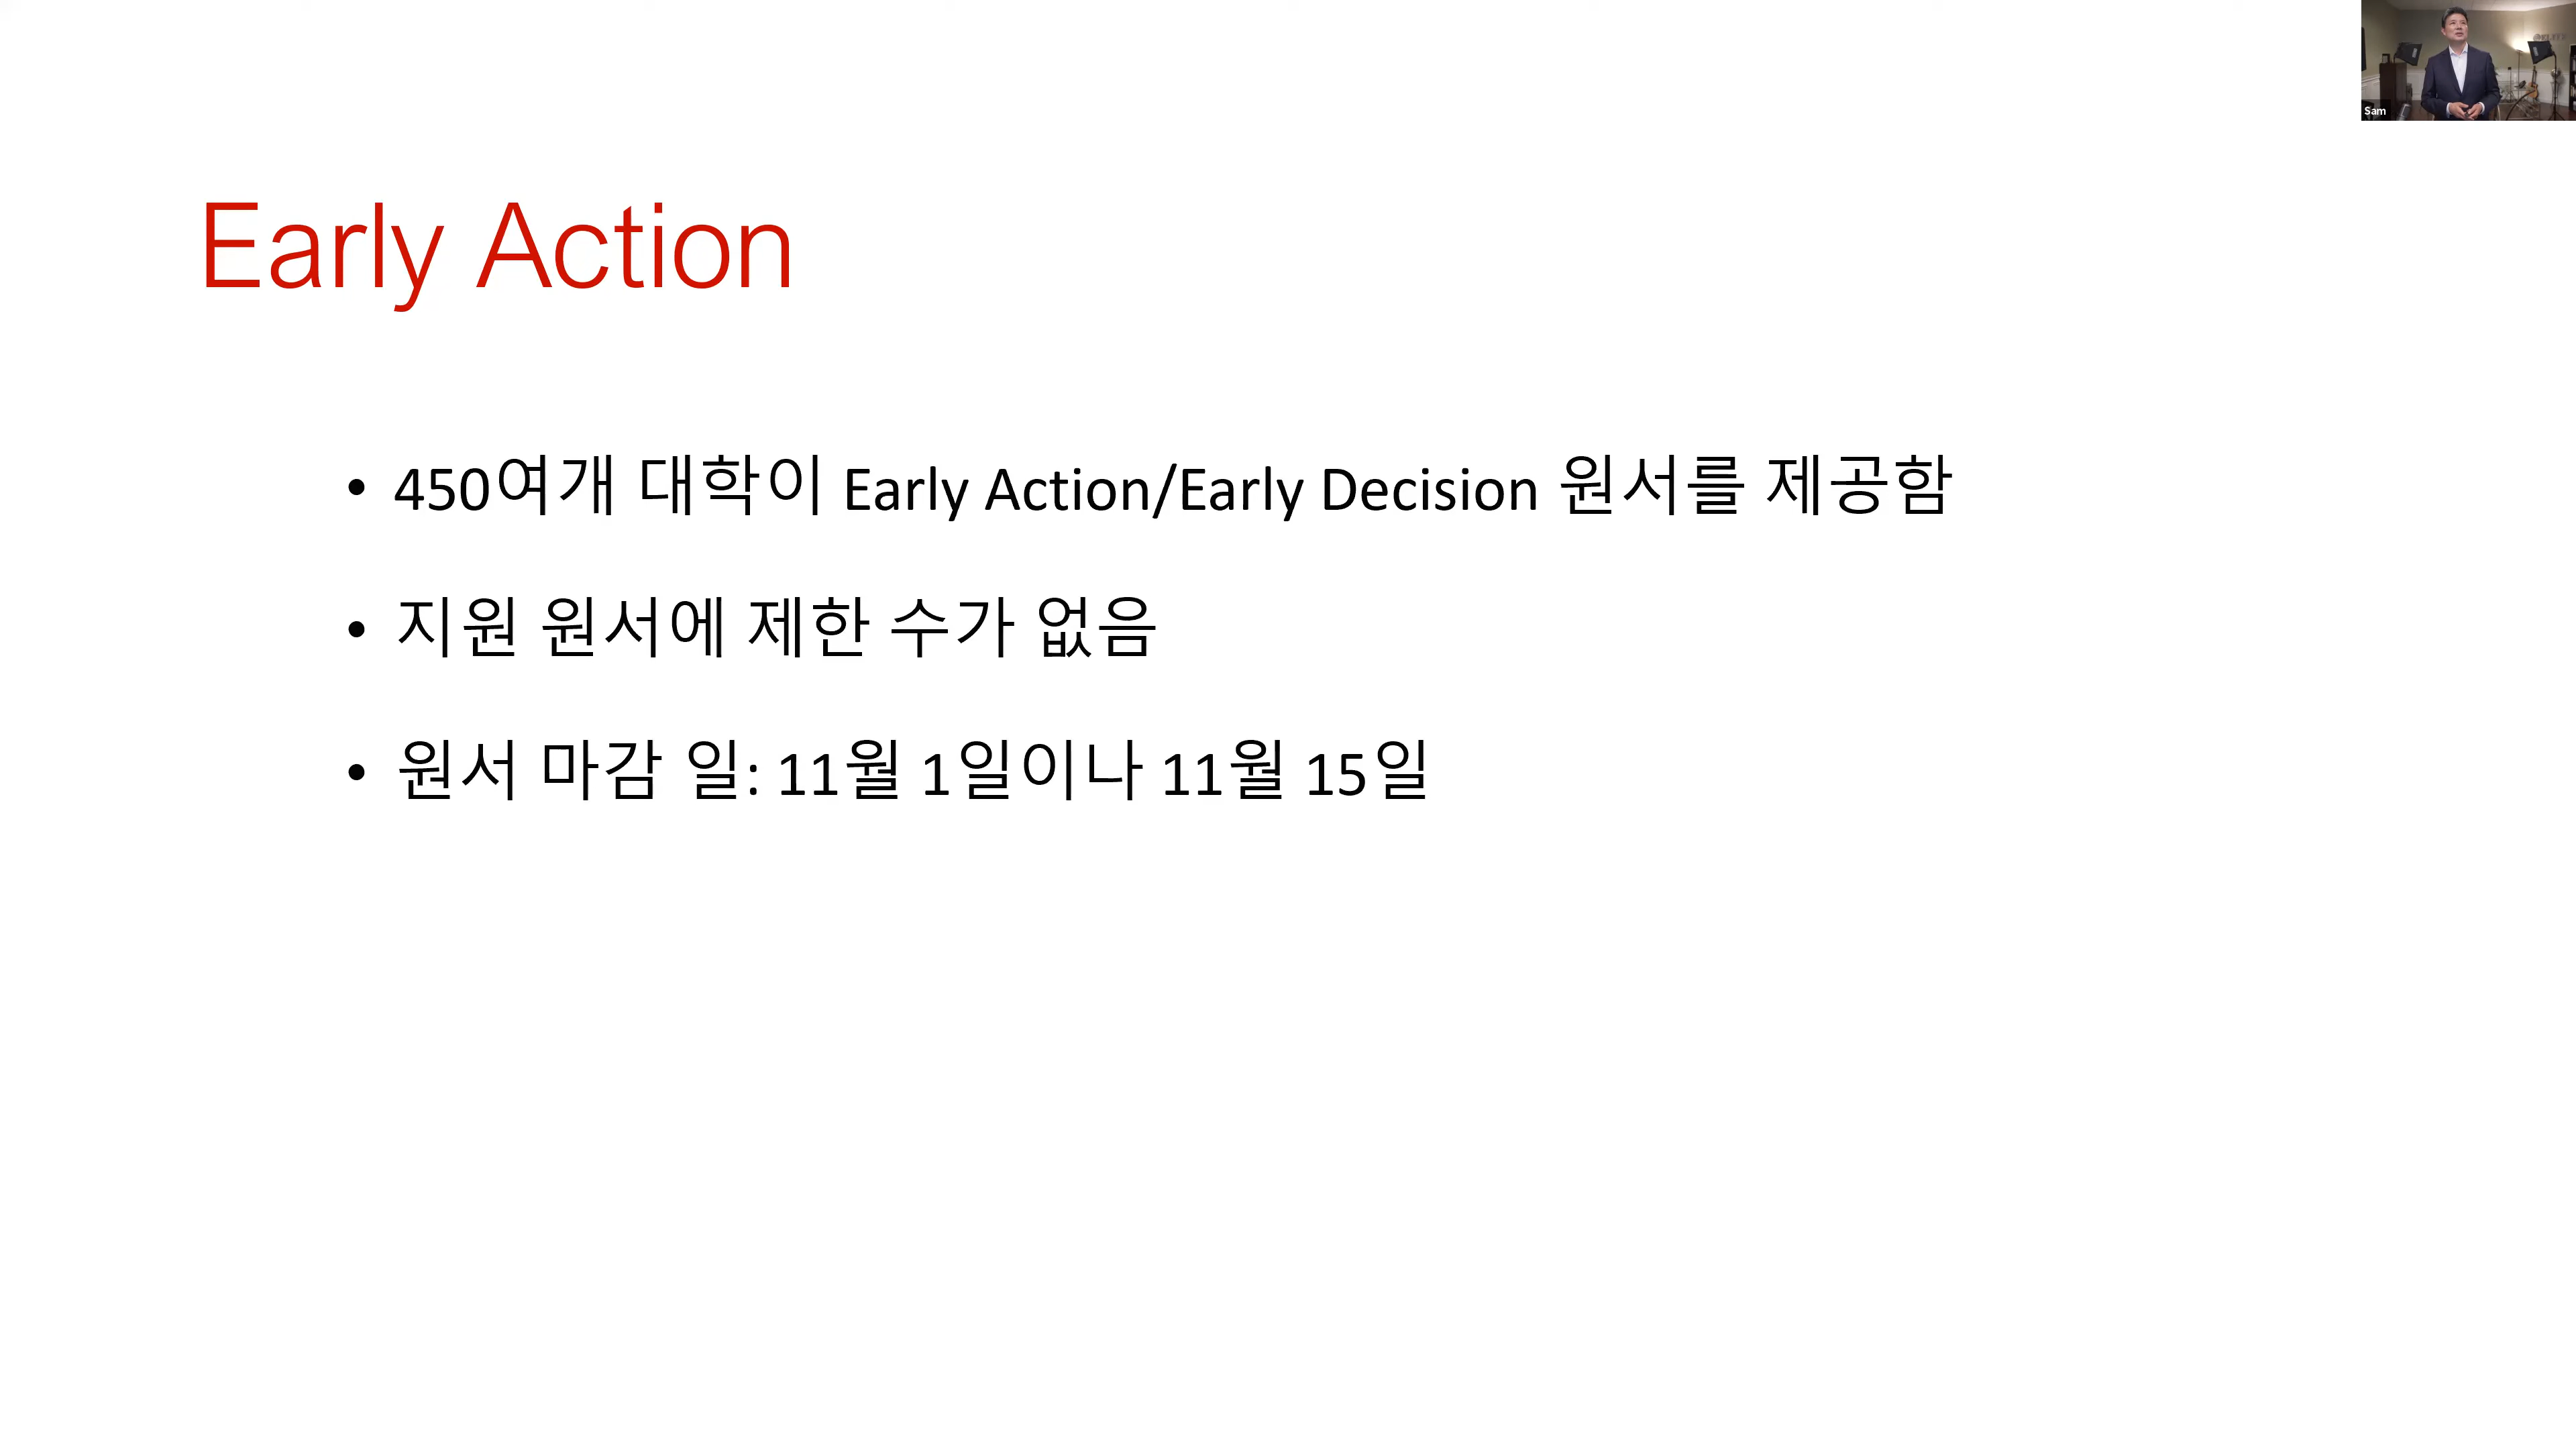 Sam
Early Action
• 450여개 대학이 Early Action/Early Decision 원서를 제공함
• 지원 원서에 제한 수가 없음
• 원서 마감 일: 11월 1일이나 11월 15일